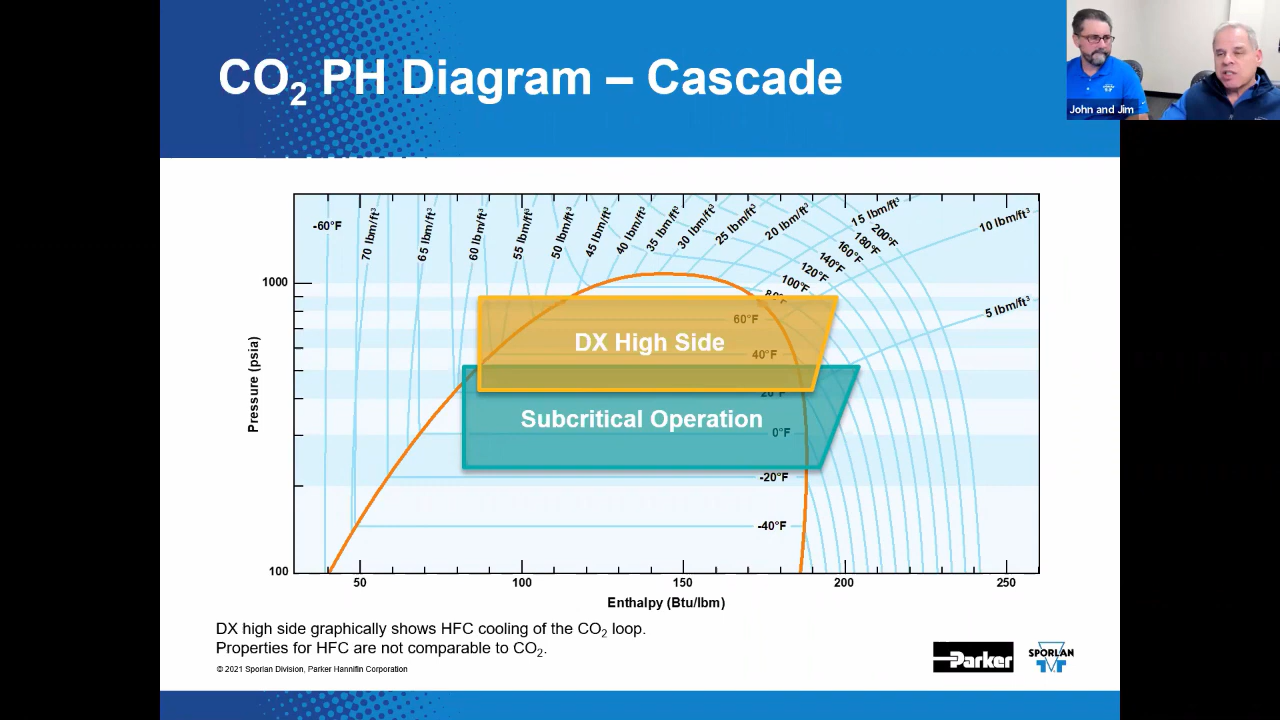 CO₂ PH Diagram – Cascade
John and Jim
-60°F
70 lbm/ft³
65 lbm/ft³
60 lbm/ft³
55 lbm/ft³
50 lbm/ft³
45 lbm/ft³
40 lbm/ft³
35 lbm/ft³
30 lbm/ft³
25 lbm/ft³
20 lbm/ft³
15 lbm/ft³
10 lbm/ft³
5 lbm/ft³
200°F
180°F
160°F
140°F
120°F
100°F
80°F
60°F
DX High Side
40°F
20°F
Subcritical Operation
0°F
-20°F
-40°F
1000
100
Pressure (psia)
50
100
150
200
250
Enthalpy (Btu/lbm)
DX high side graphically shows HFC cooling of the CO₂ loop.
Properties for HFC are not comparable to CO₂.
© 2021 Sporlan Division, Parker Hannifin Corporation
Parker
SPORLAN